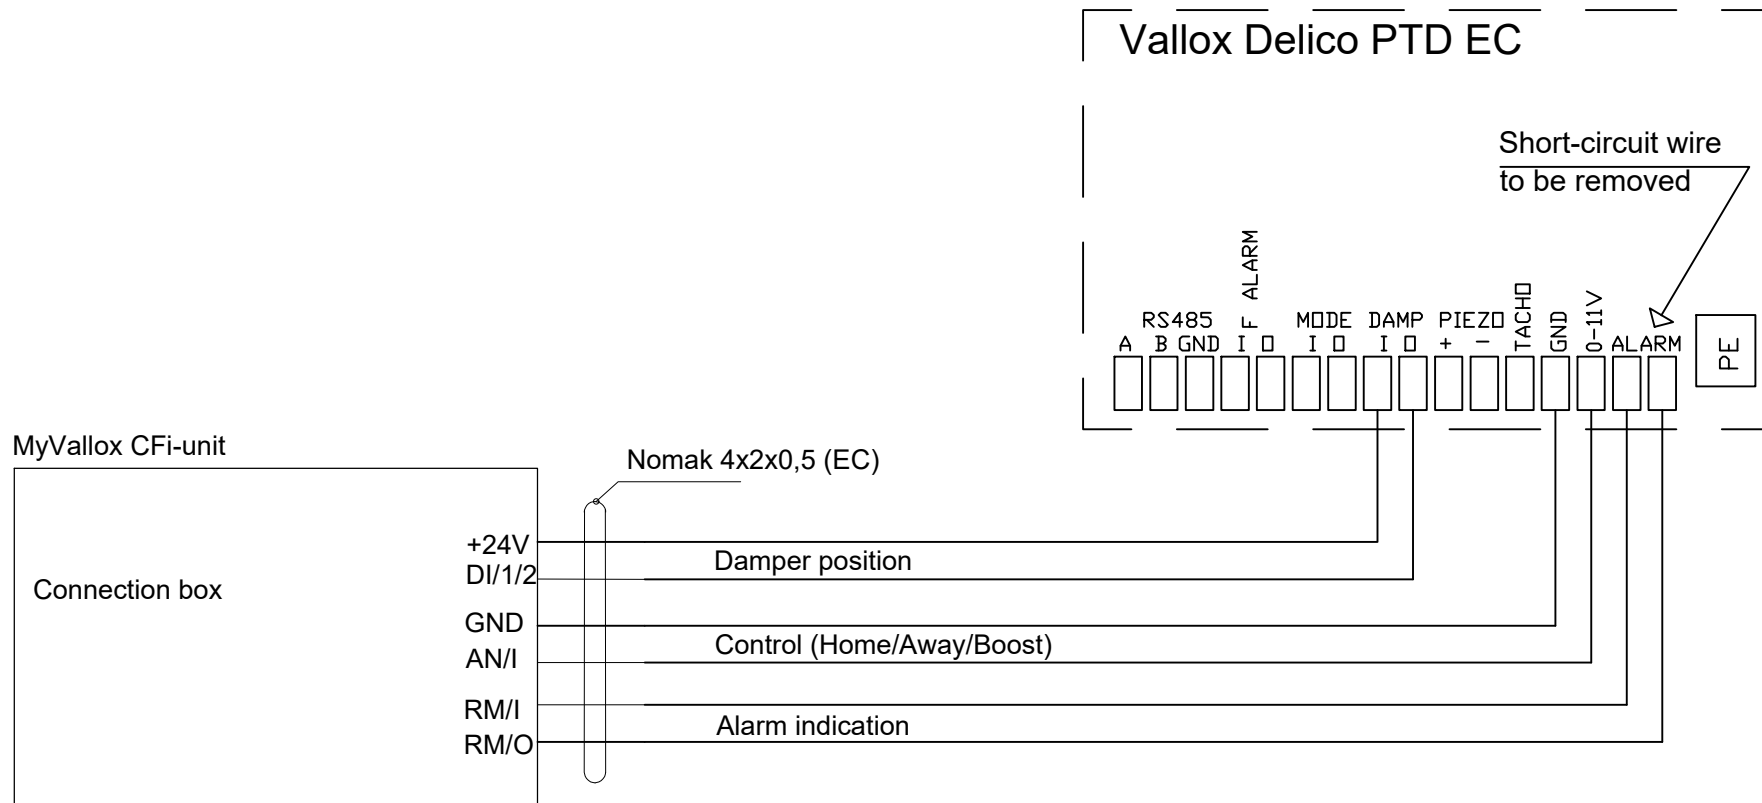 Vallox Delico PTD EC
Short-circuit wire
to be removed
RS485 F ALARM MODE DAMP PIEZO TACHO GND 0-11V
A B GND I O I O I O + - ALARM
PE
MyVallox CFi-unit
Nomak 4x2x0,5 (EC)
+24V
Damper position
DI/1/2
Connection box
GND
Control (Home/Away/Boost)
AN/I
RM/I
Alarm indication
RM/O